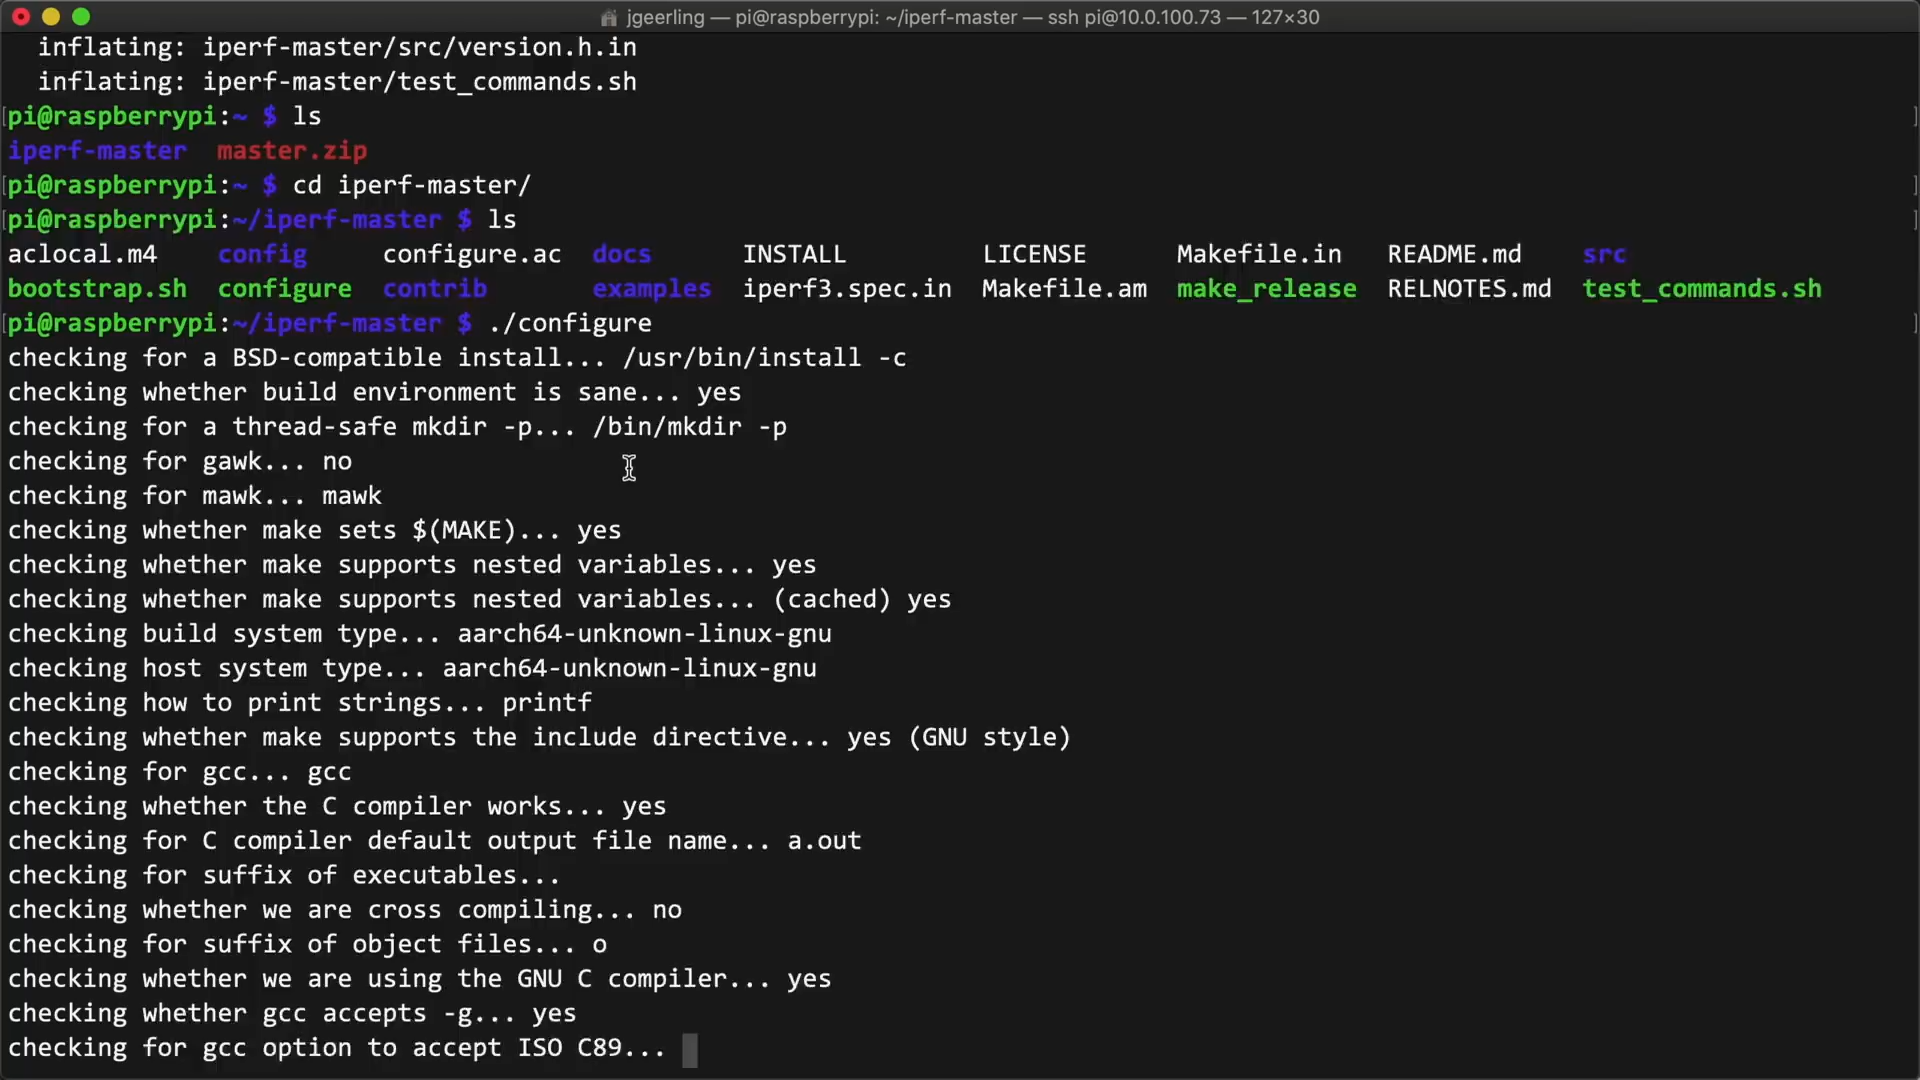 jgeerling — pi@raspberrypi: ~/iperf-master — ssh pi@10.0.100.73 — 127×30
inflating: iperf-master/src/version.h.in
inflating: iperf-master/test_commands.sh
[pi@raspberrypi:~ $ ls ]
iperf-master master.zip
[pi@raspberrypi:~ $ cd iperf-master/ ]
[pi@raspberrypi:~/iperf-master $ ls ]
aclocal.m4 config configure.ac docs INSTALL LICENSE Makefile.in README.md src
bootstrap.sh configure contrib examples iperf3.spec.in Makefile.am make_release RELNOTES.md test_commands.sh
[pi@raspberrypi:~/iperf-master $ ./configure ]
checking for a BSD-compatible install... /usr/bin/install -c
checking whether build environment is sane... yes
checking for a thread-safe mkdir -p... /bin/mkdir -p
checking for gawk... no
checking for mawk... mawk
checking whether make sets $(MAKE)... yes
checking whether make supports nested variables... yes
checking whether make supports nested variables... (cached) yes
checking build system type... aarch64-unknown-linux-gnu
checking host system type... aarch64-unknown-linux-gnu
checking how to print strings... printf
checking whether make supports the include directive... yes (GNU style)
checking for gcc... gcc
checking whether the C compiler works... yes
checking for C compiler default output file name... a.out
checking for suffix of executables...
checking whether we are cross compiling... no
checking for suffix of object files... o
checking whether we are using the GNU C compiler... yes
checking whether gcc accepts -g... yes
checking for gcc option to accept ISO C89...